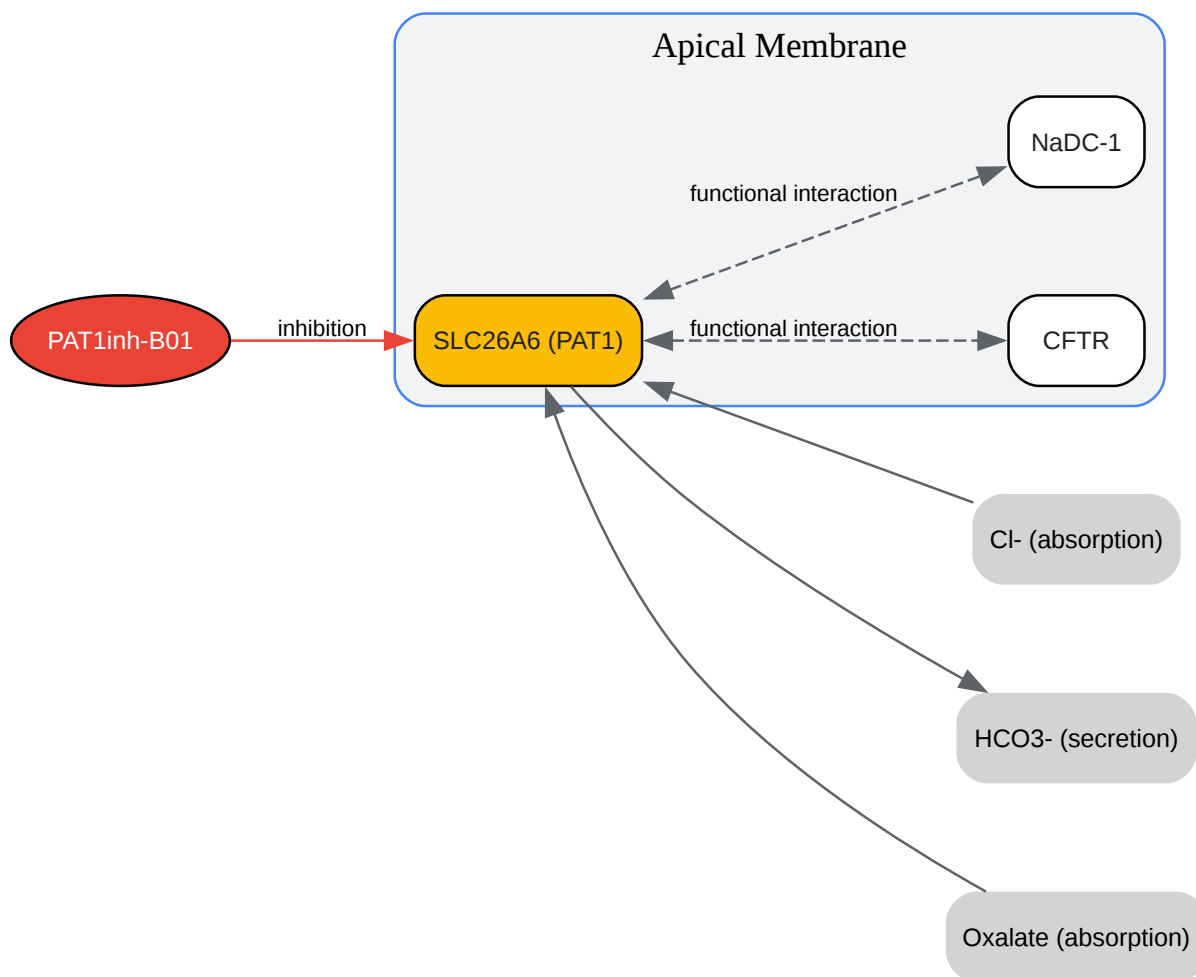 Apical Membrane
NaDC-1
functional interaction
PAT1inh-B01
inhibition
SLC26A6 (PAT1)
functional interaction
CFTR
Cl- (absorption)
HCO3- (secretion)
Oxalate (absorption)